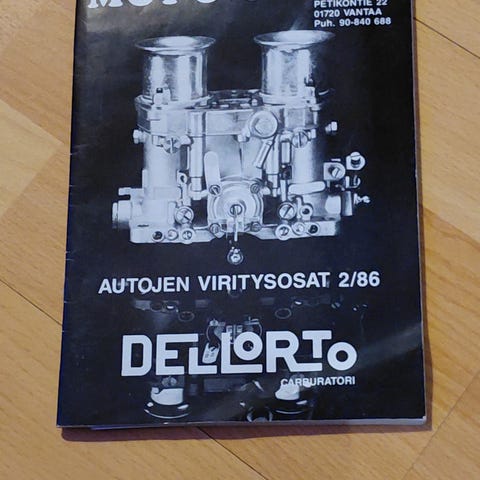 PETIKONTIE 22
01720 VANTAA
Puh. 90-840 688
AUTOJEN VIRITYSOSAT 2/86
DELLORTO
CARBURATORI